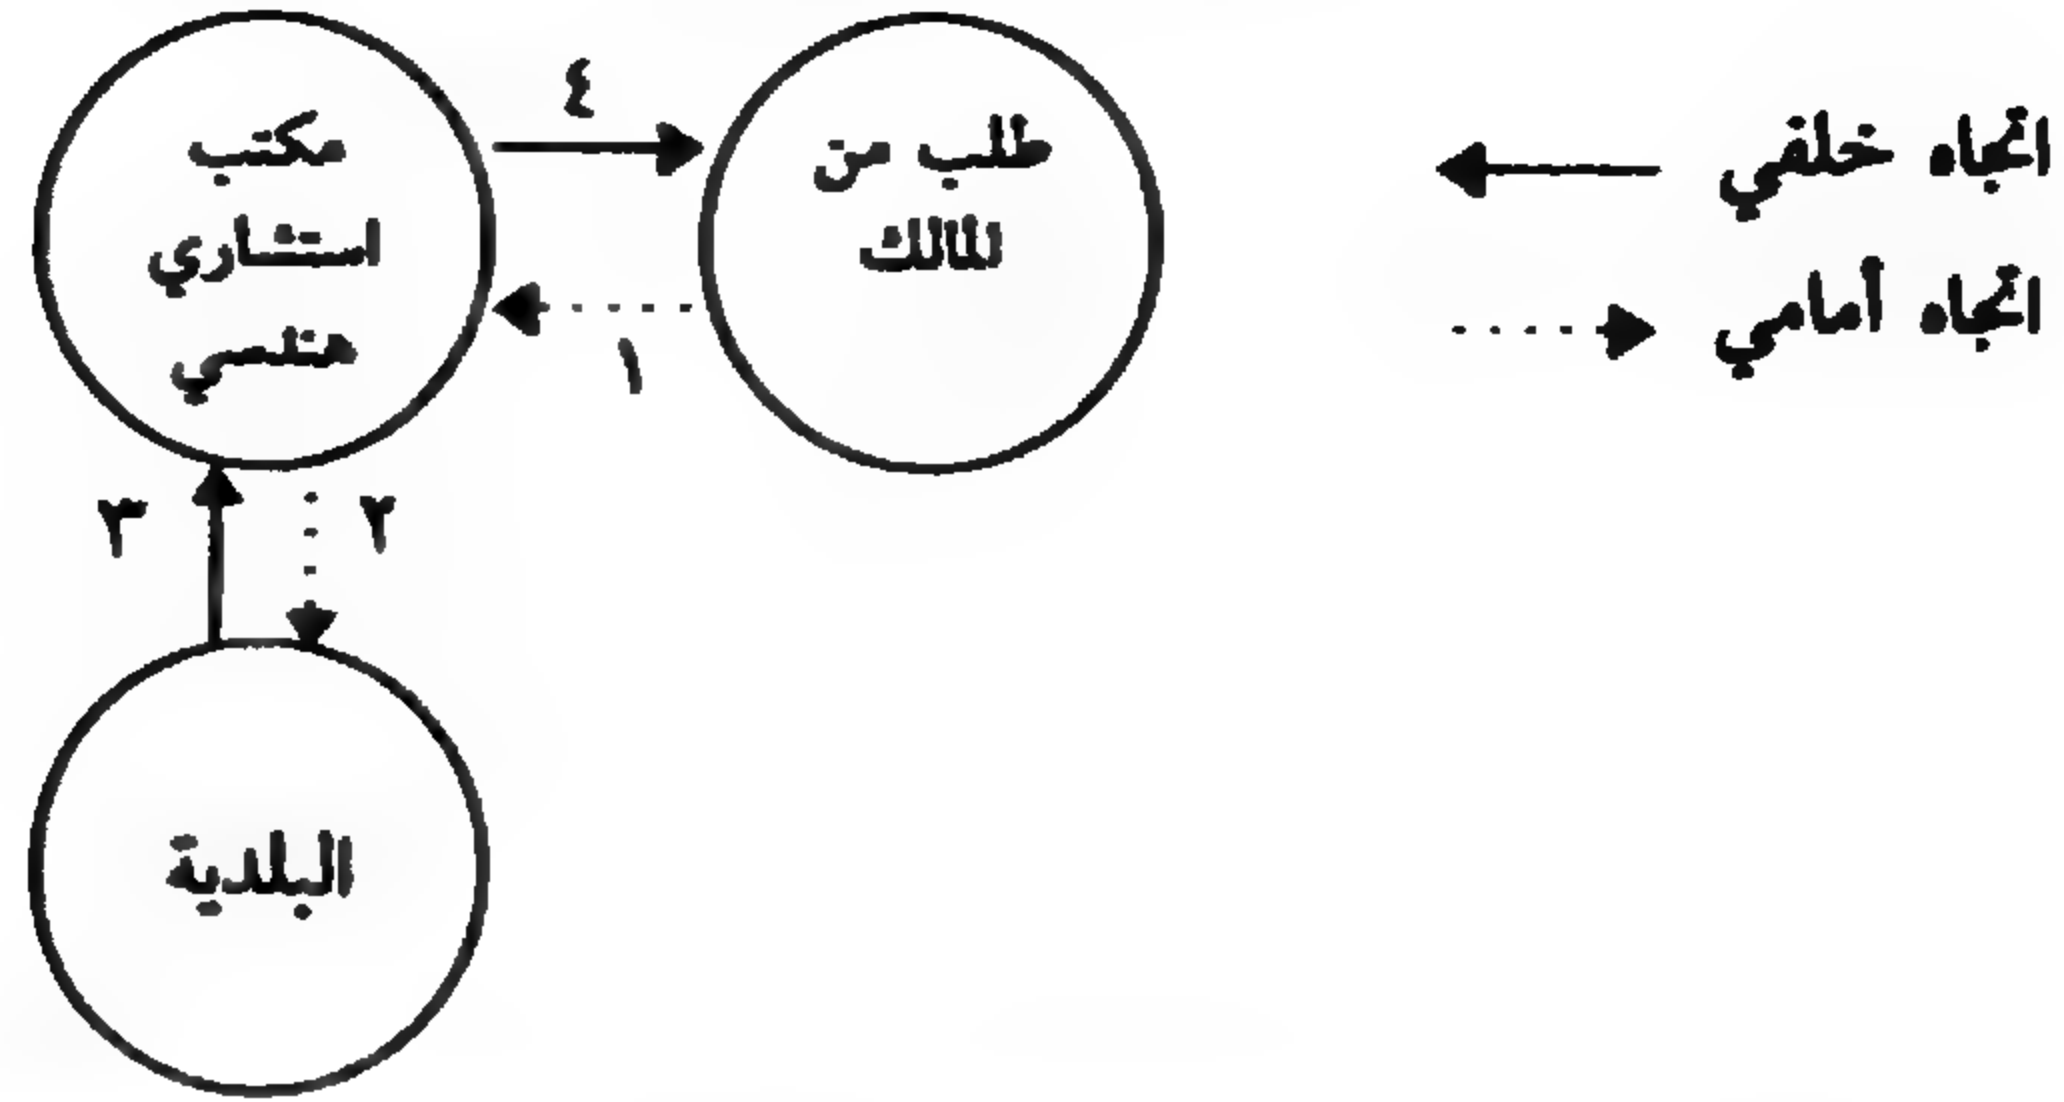 اتجاه خلفي
اتجاه أمامي
طلب من
المالك
٤
١
مكتب
استشاري
هندسي
٢
٣
البلدية